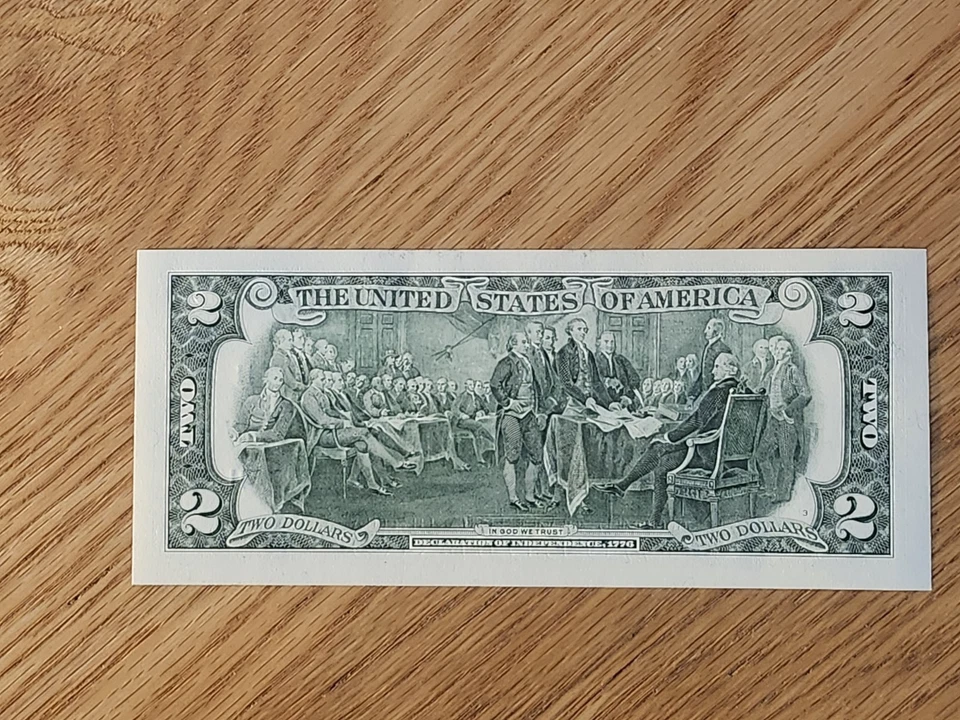 2 THE UNITED STATES OF AMERICA 2
TWO TWO
2 2
TWO DOLLARS TWO DOLLARS
3
IN GOD WE TRUST
DECLARATION OF INDEPENDENCE, 1776